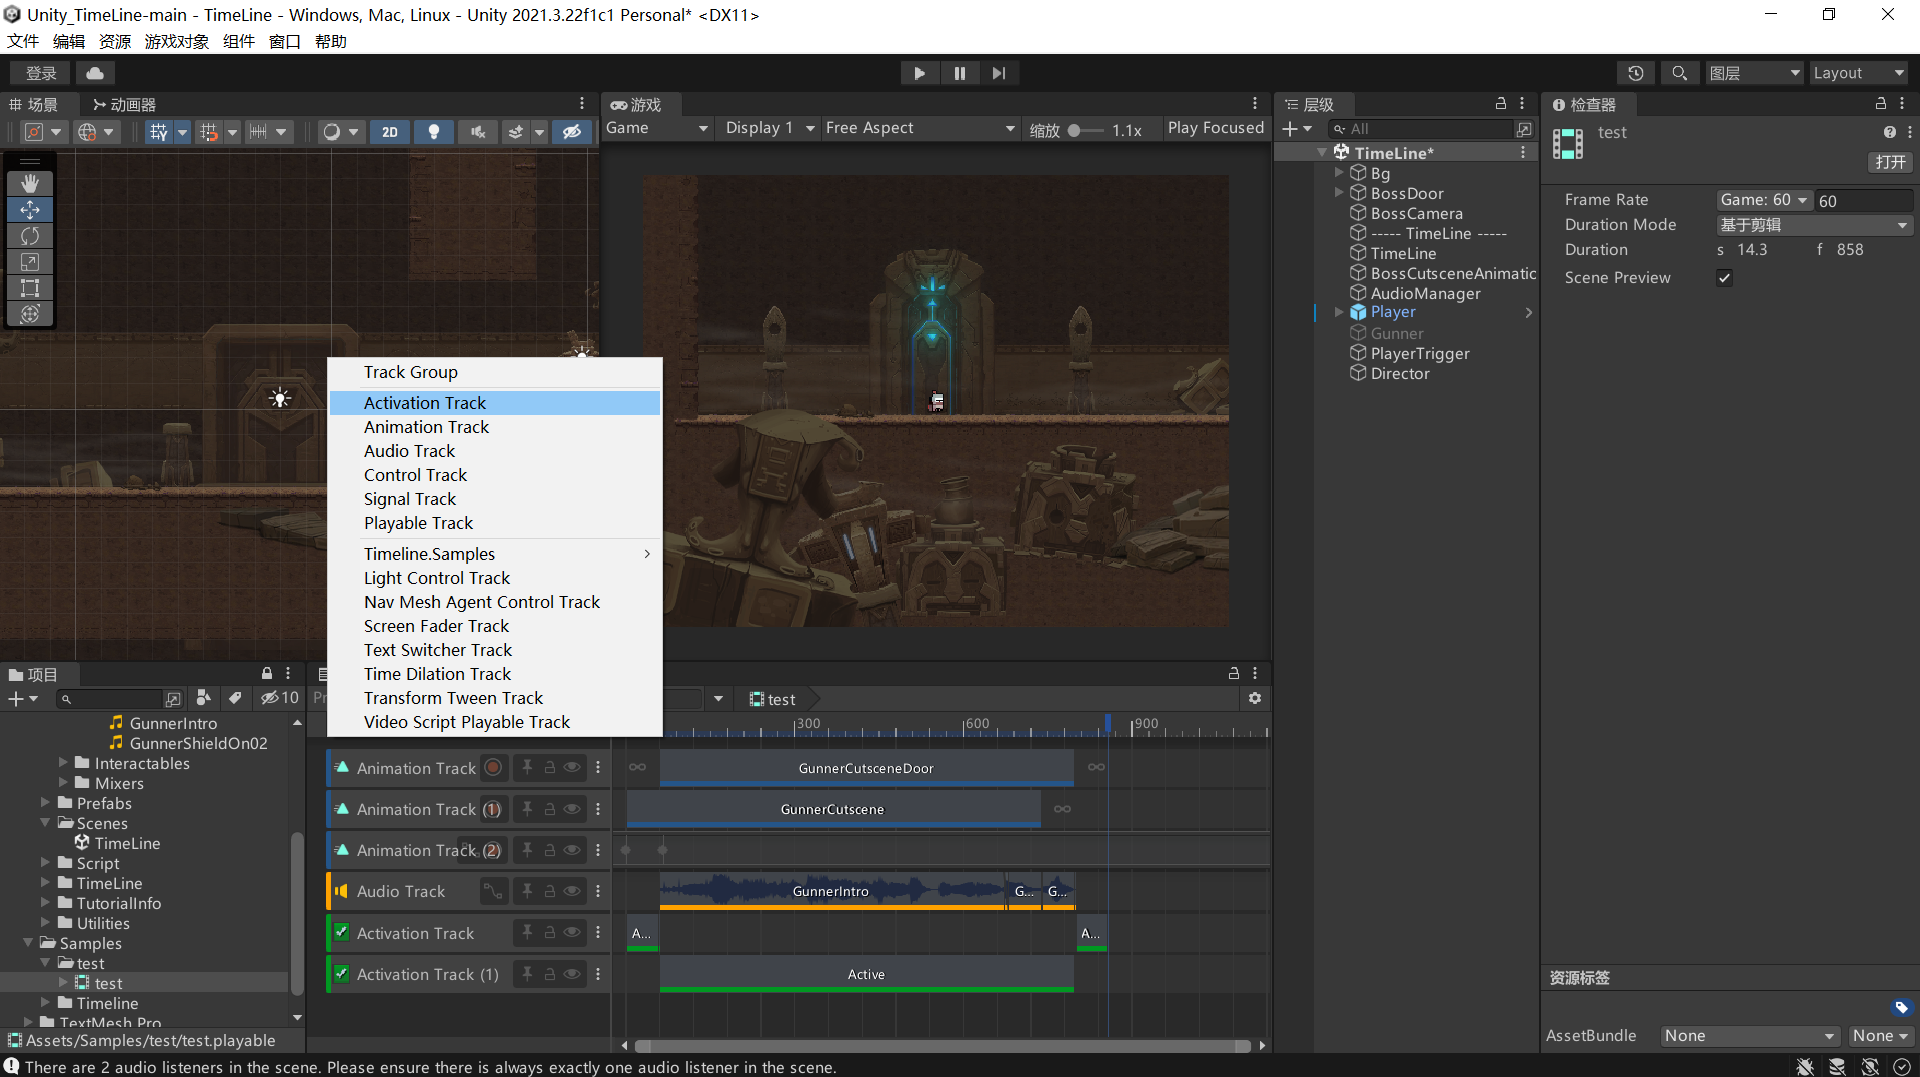 Unity_TimeLine-main - TimeLine - Windows, Mac, Linux - Unity 2021.3.22f1c1 Personal* <DX11>
文件 编辑 资源 游戏对象 组件 窗口 帮助
登录
图层
Layout
场景
动画器
2D
游戏
Game
Display 1
Free Aspect
缩放
1.1x
Play Focused
层级
All
TimeLine*
Bg
BossDoor
BossCamera
----- TimeLine -----
TimeLine
BossCutsceneAnimatic
AudioManager
Player
Gunner
PlayerTrigger
Director
检查器
test
打开
Frame Rate
Game: 60
60
Duration Mode
基于剪辑
Duration
s 14.3 f 858
Scene Preview
资源标签
AssetBundle
None
None
Track Group
Activation Track
Animation Track
Audio Track
Control Track
Signal Track
Playable Track
Timeline.Samples
Light Control Track
Nav Mesh Agent Control Track
Screen Fader Track
Text Switcher Track
Time Dilation Track
Transform Tween Track
Video Script Playable Track
项目
10
GunnerIntro
GunnerShieldOn02
Interactables
Mixers
Prefabs
Scenes
TimeLine
Script
TimeLine
TutorialInfo
Utilities
Samples
test
test
Timeline
TextMesh Pro
Assets/Samples/test/test.playable
Pr
test
300
600
900
Animation Track
GunnerCutsceneDoor
Animation Track (1)
GunnerCutscene
Animation Track (2)
Audio Track
GunnerIntro
G...
G...
Activation Track
A...
A...
Activation Track (1)
Active
There are 2 audio listeners in the scene. Please ensure there is always exactly one audio listener in the scene.